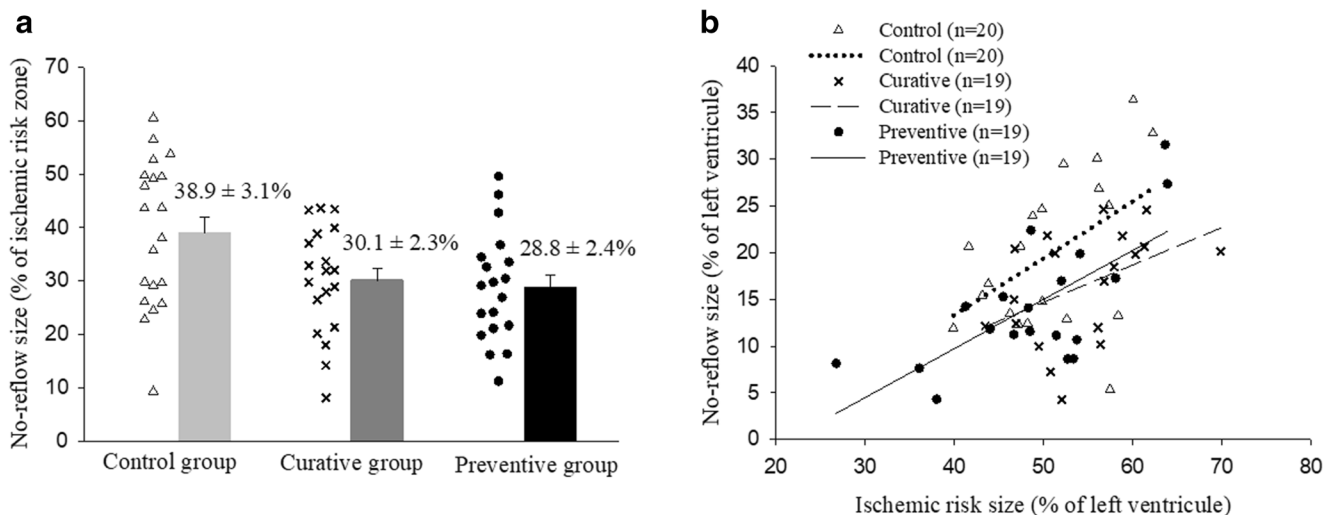 a
No-reflow size (% of ischemic risk zone)
70
60
50
40
30
20
10
0
38.9 ± 3.1%
30.1 ± 2.3%
28.8 ± 2.4%
Control group
Curative group
Preventive group
b
Control (n=20)
Control (n=20)
Curative (n=19)
Curative (n=19)
Preventive (n=19)
Preventive (n=19)
No-reflow size (% of left ventricule)
40
35
30
25
20
15
10
5
0
20
30
40
50
60
70
80
Ischemic risk size (% of left ventricule)